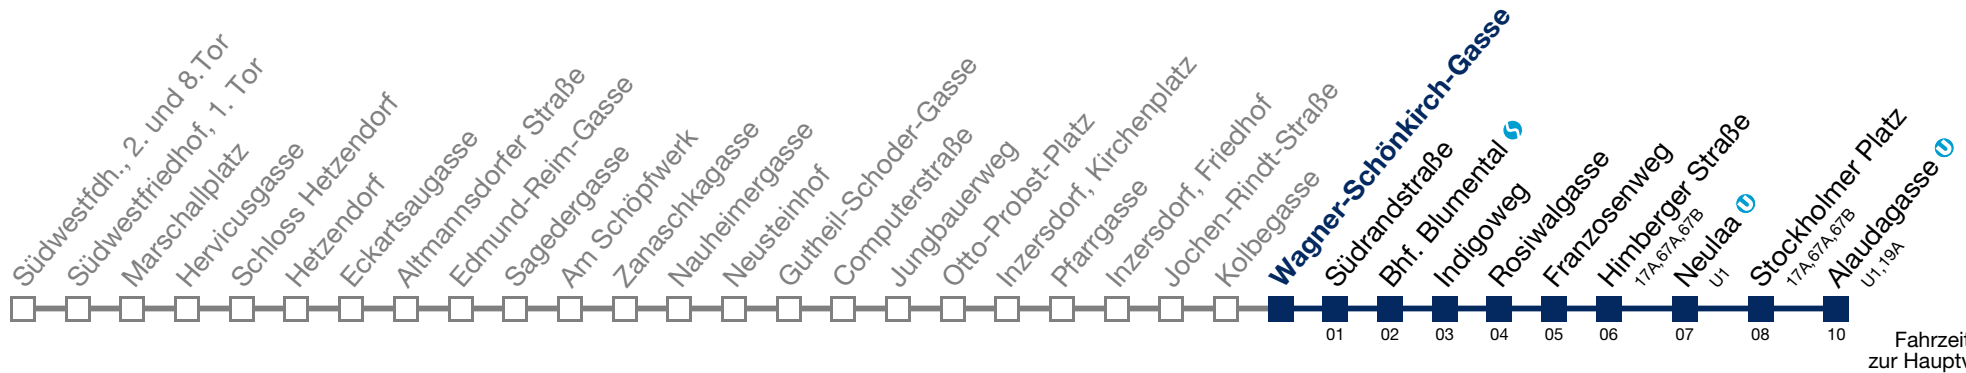 Südwestfdh., 2. und 8.Tor
Südwestfriedhof, 1. Tor
Marschallplatz
Hervicusgasse
Schloss Hetzendorf
Hetzendorf
Eckartsaugasse
Altmannsdorfer Straße
Edmund-Reim-Gasse
Sagedergasse
Am Schöpfwerk
Zanaschkagasse
Nauheimergasse
Neusteinhof
Gutheil-Schoder-Gasse
Computerstraße
Jungbauerweg
Otto-Probst-Platz
Inzersdorf, Kirchenplatz
Pfarrgasse
Inzersdorf, Friedhof
Jochen-Rindt-Straße
Kolbegasse
Wagner-Schönkirch-Gasse
Südrandstraße
Bhf. Blumental S
Indigoweg
Rosiwalgasse
Franzosenweg
Himberger Straße
17A,67A,67B
Neulaa U
U1
Stockholmer Platz
17A,67A,67B
Alaudagasse U
U1,19A
01 02 03 04 05 06 07 08 10
Fahrzeit
zur Hauptv